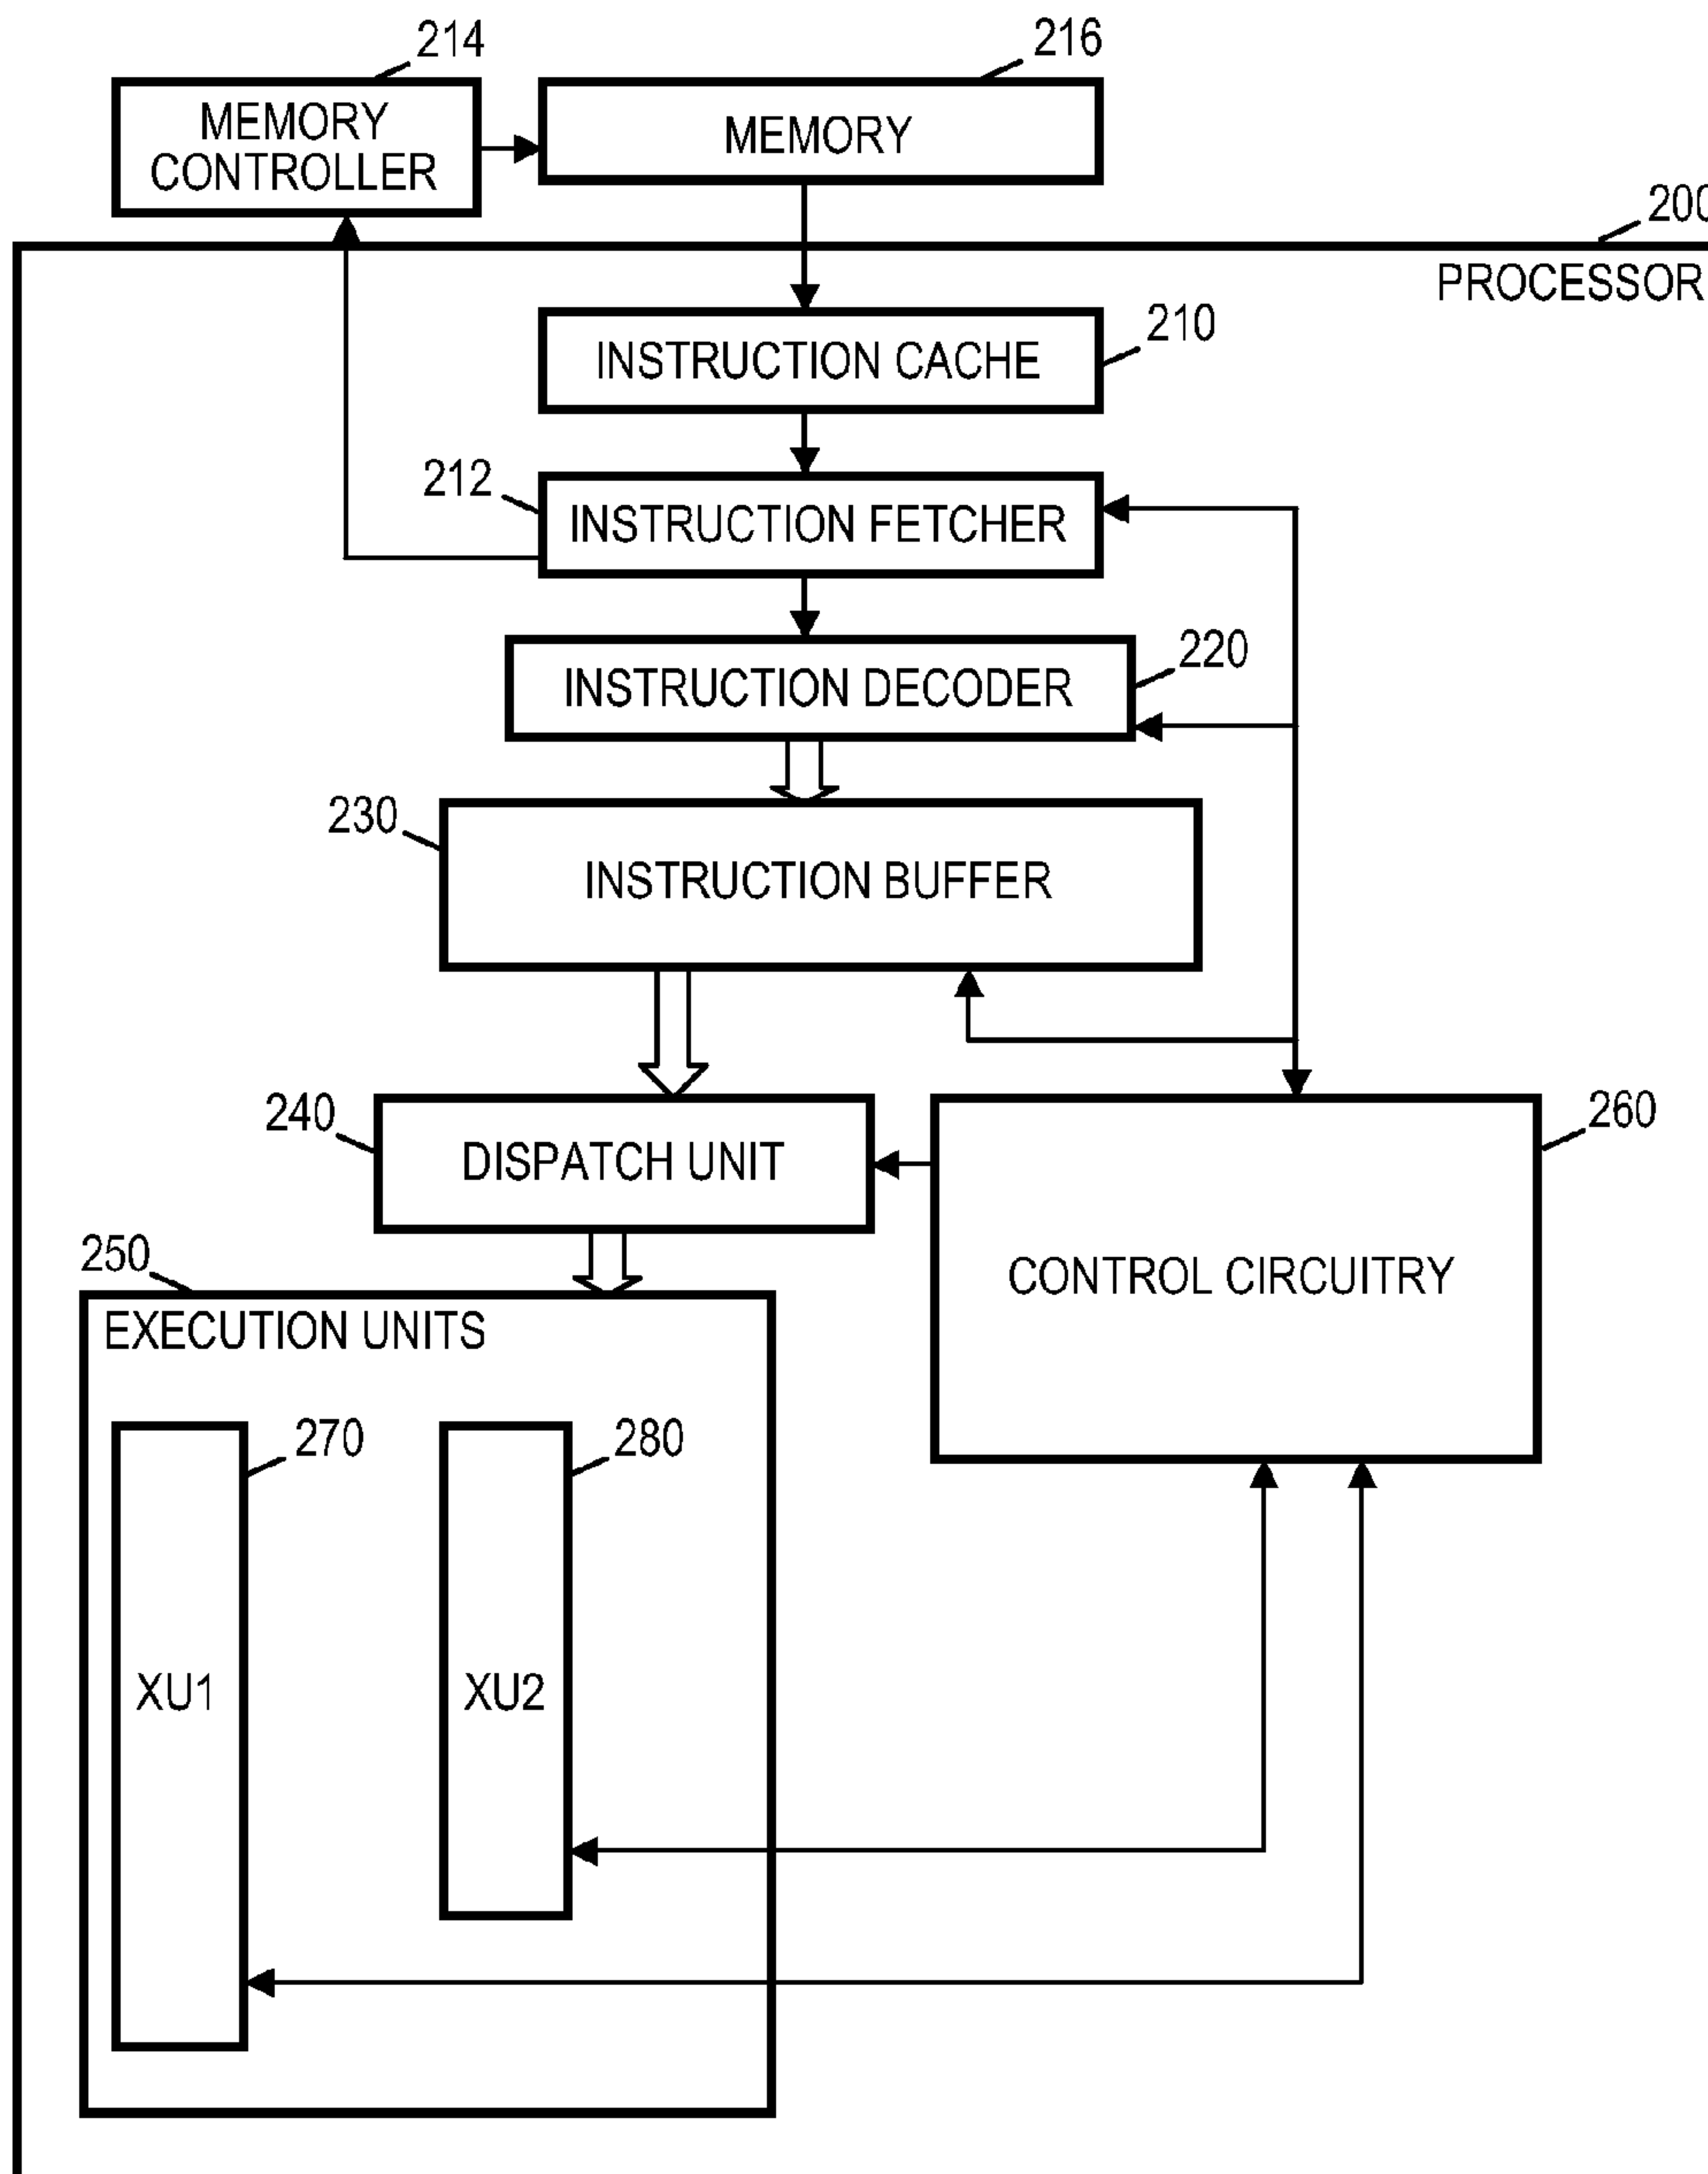 214
216
MEMORY
CONTROLLER
MEMORY
200
PROCESSOR
210
INSTRUCTION CACHE
212
INSTRUCTION FETCHER
220
INSTRUCTION DECODER
230
INSTRUCTION BUFFER
240
DISPATCH UNIT
260
CONTROL CIRCUITRY
250
EXECUTION UNITS
270
280
XU1
XU2